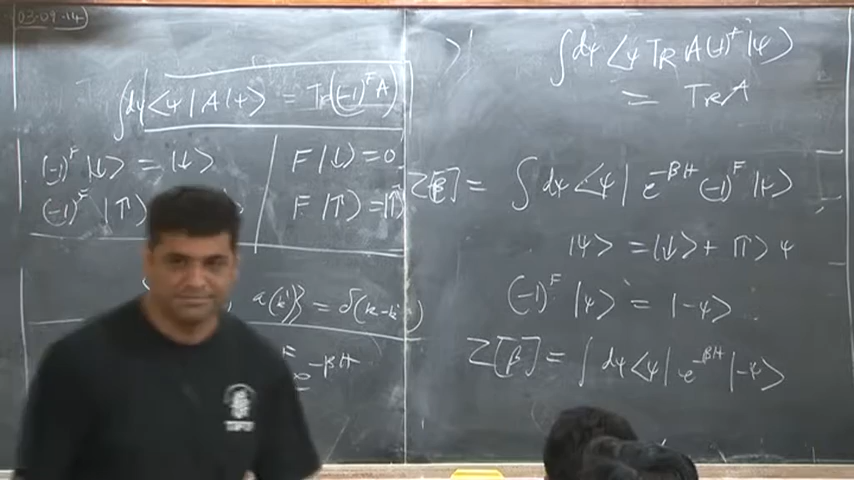 03.09.14
∫dψ <ψ|A|ψ> = Tr(-1)^F A
(-1)^F |↓> = |↓>
F|↓> = 0
(-1)^F |↑>
F|↑> = |↑>
a(k')} = δ(k-k')
e^{-βH}
∫dψ <ψ TR A(-1)^F |ψ>
= TR A
Z[β] = ∫dψ <ψ| e^{-βH} (-1)^F |ψ>
|ψ> = |↓> + |↑>ψ
(-1)^F |ψ> = |-ψ>
Z[β] = ∫dψ <ψ| e^{-βH} |-ψ>